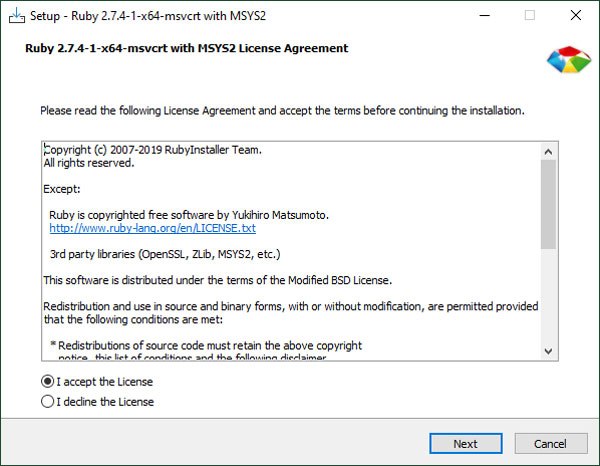 Setup - Ruby 2.7.4-1-x64-msvcrt with MSYS2
Ruby 2.7.4-1-x64-msvcrt with MSYS2 License Agreement
Please read the following License Agreement and accept the terms before continuing the installation.
Copyright (c) 2007-2019 RubyInstaller Team.
All rights reserved.
Except:
Ruby is copyrighted free software by Yukihiro Matsumoto.
http://www.ruby-lang.org/en/LICENSE.txt
3rd party libraries (OpenSSL, ZLib, MSYS2, etc.)
This software is distributed under the terms of the Modified BSD License.
Redistribution and use in source and binary forms, with or without modification, are permitted provided
that the following conditions are met:
* Redistributions of source code must retain the above copyright
notice, this list of conditions and the following disclaimer.
I accept the License
I decline the License
Next
Cancel